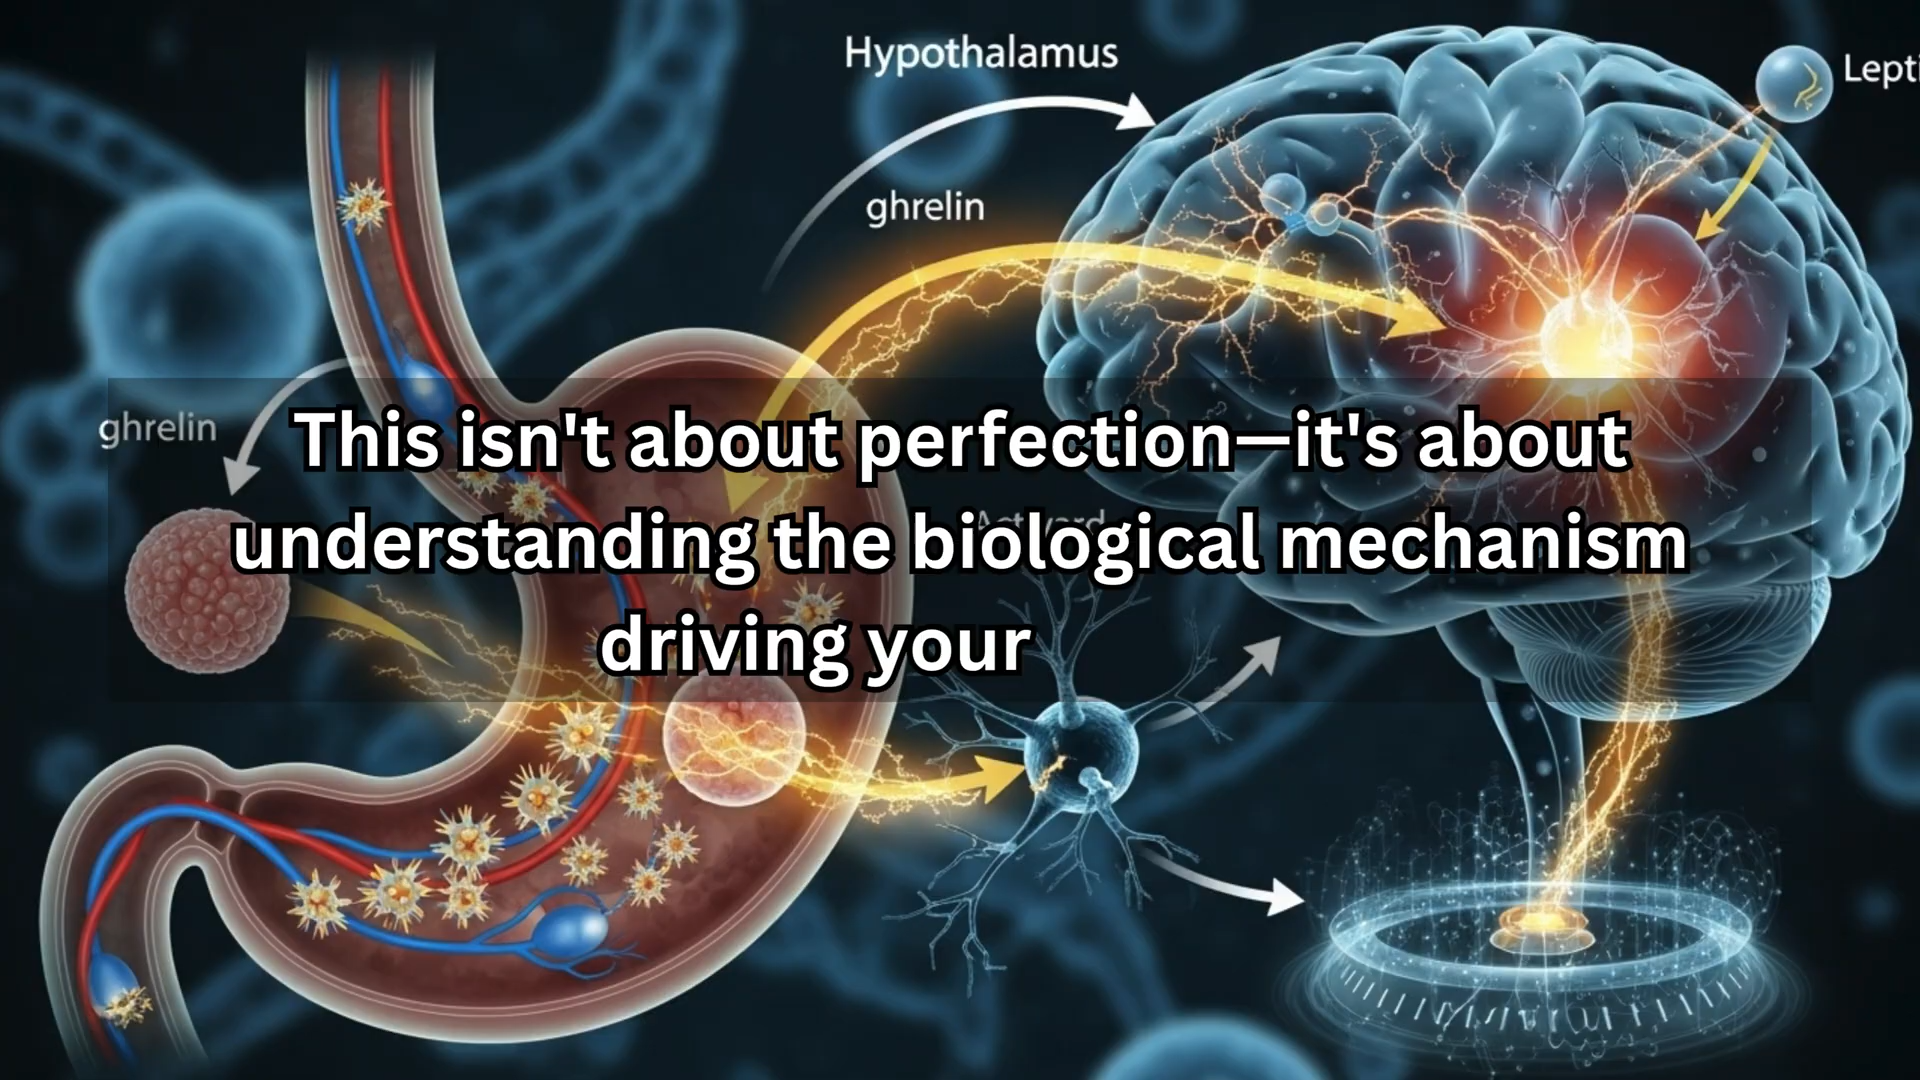 Hypothalamus
Lepti
ghrelin
ghrelin
This isn't about perfection—it's about
understanding the biological mechanism
driving your